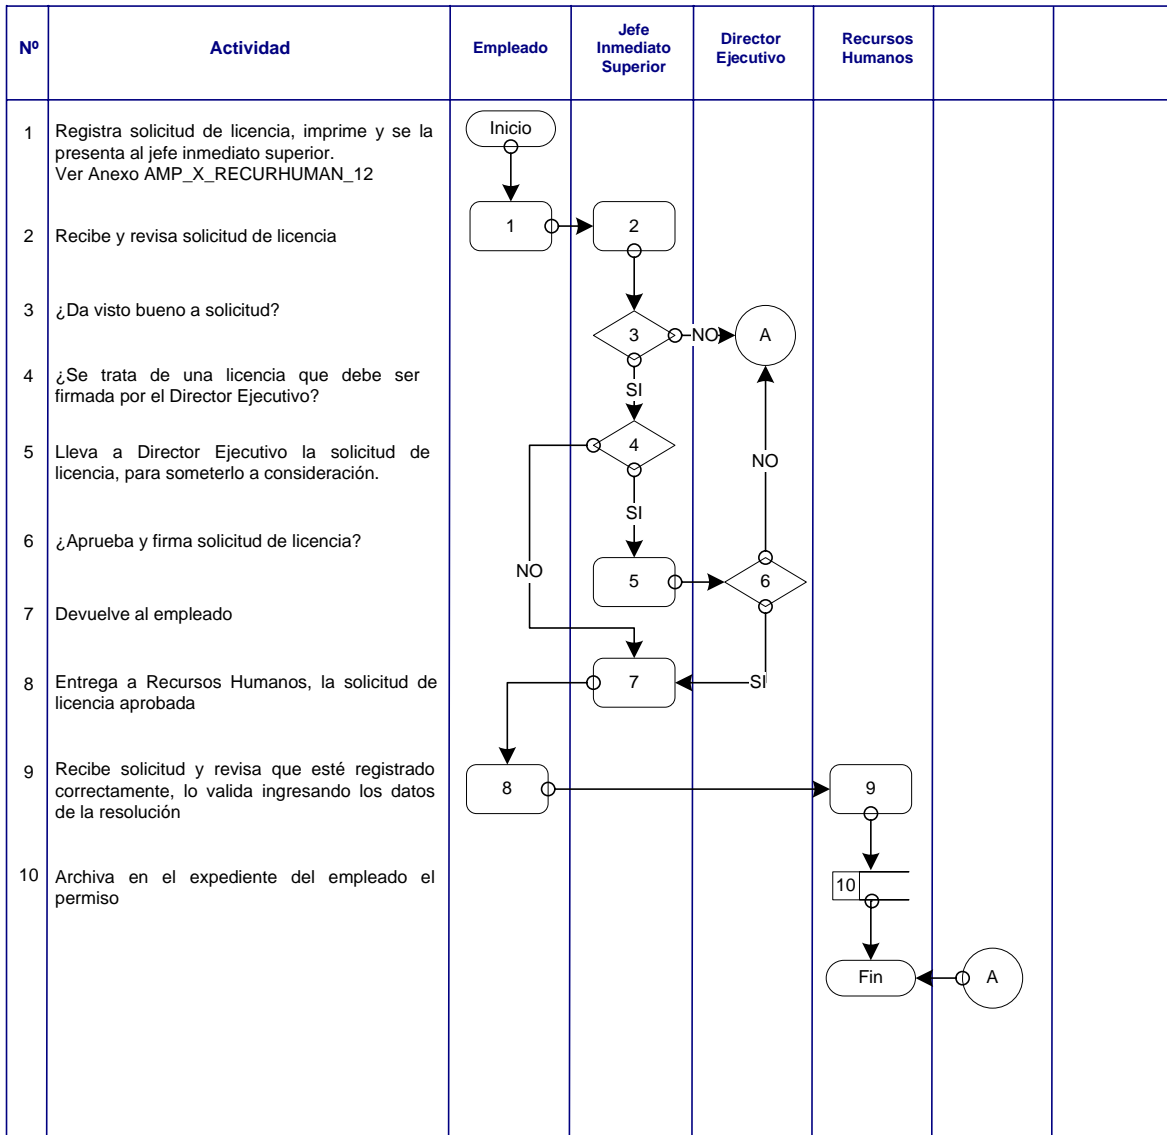 Nº
Actividad
Empleado
Jefe
Inmediato
Superior
Director
Ejecutivo
Recursos
Humanos
1
Registra solicitud de licencia, imprime y se la
presenta al jefe inmediato superior.
Ver Anexo AMP_X_RECURHUMAN_12
2
Recibe y revisa solicitud de licencia
3
¿Da visto bueno a solicitud?
4
¿Se trata de una licencia que debe ser
firmada por el Director Ejecutivo?
5
Lleva a Director Ejecutivo la solicitud de
licencia, para someterlo a consideración.
6
¿Aprueba y firma solicitud de licencia?
7
Devuelve al empleado
8
Entrega a Recursos Humanos, la solicitud de
licencia aprobada
9
Recibe solicitud y revisa que esté registrado
correctamente, lo valida ingresando los datos
de la resolución
10
Archiva en el expediente del empleado el
permiso
Inicio
1
2
3
NO
A
SI
4
NO
SI
NO
5
6
7
SI
8
9
10
Fin
A